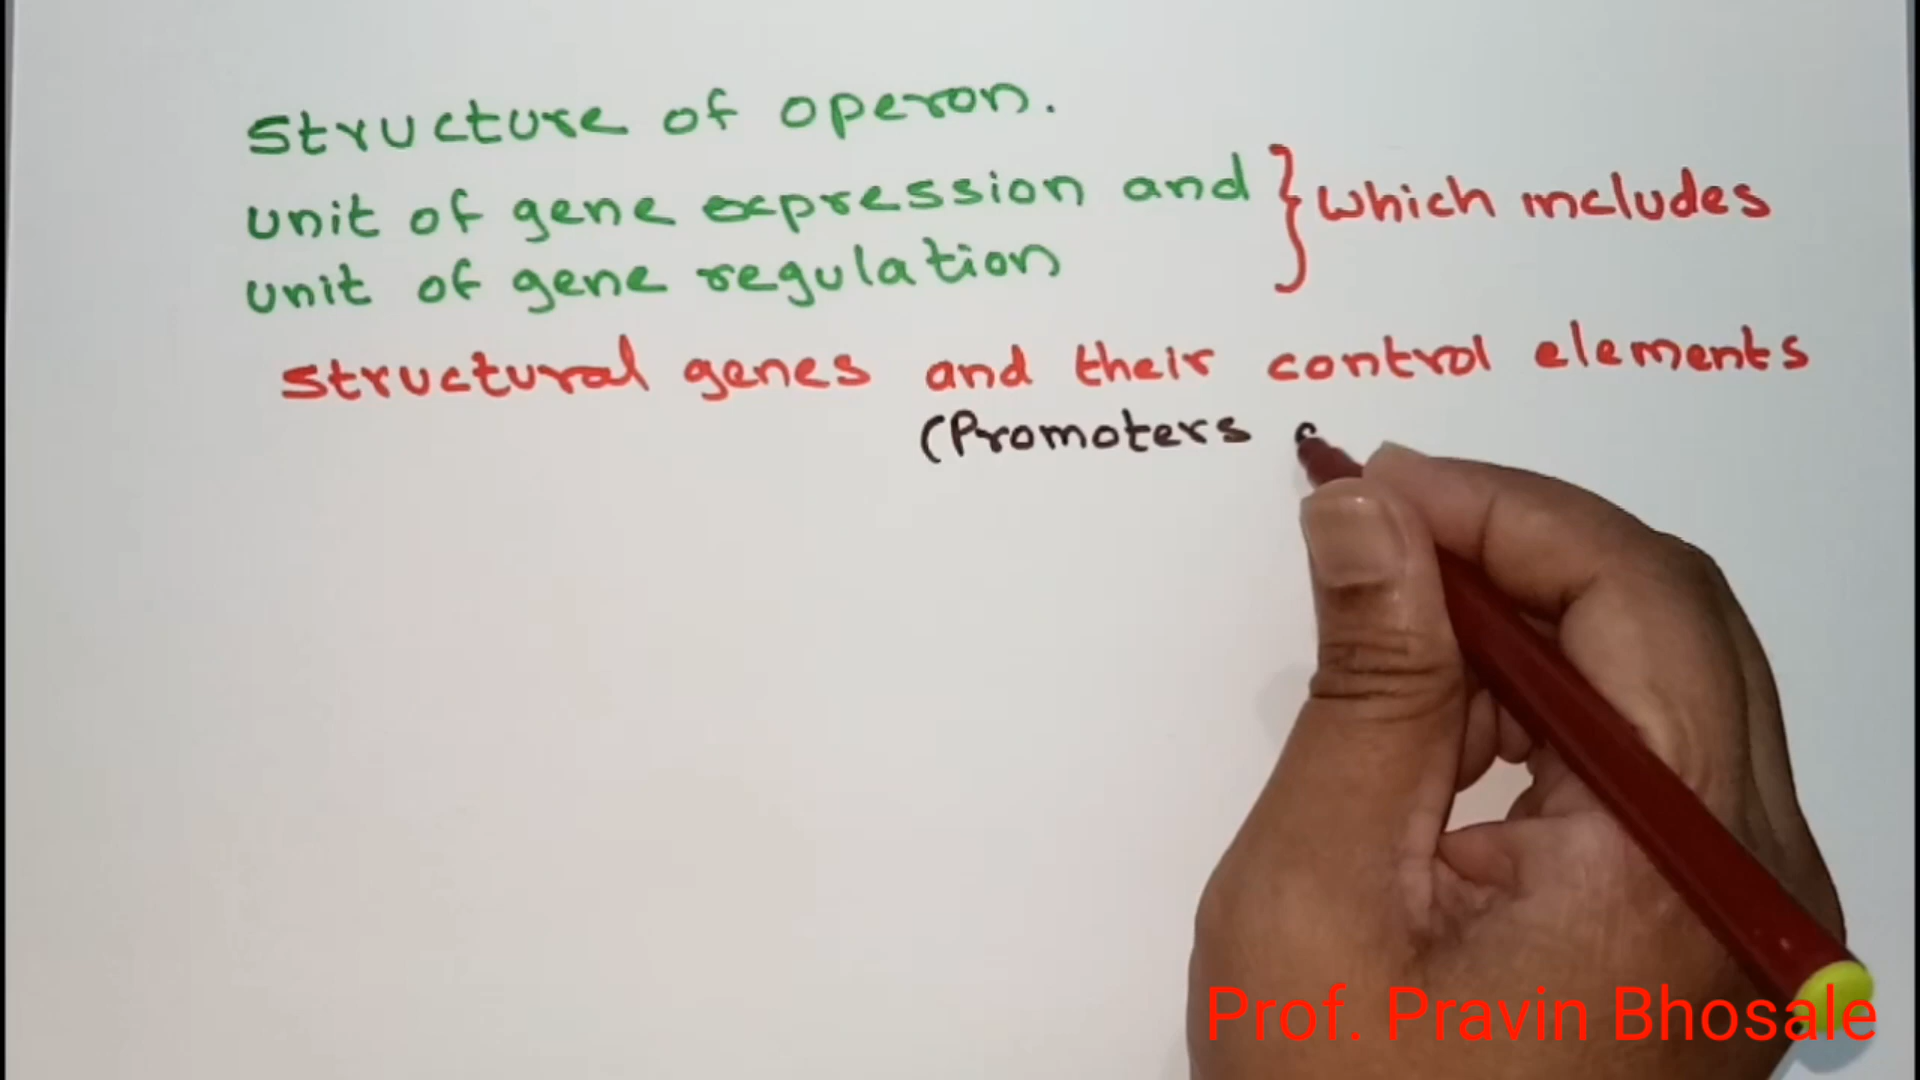 Structure of operon.
unit of gene expression and } which includes
unit of gene regulation
structural genes and their control elements
(Promoters
Prof. Pravin Bhosale